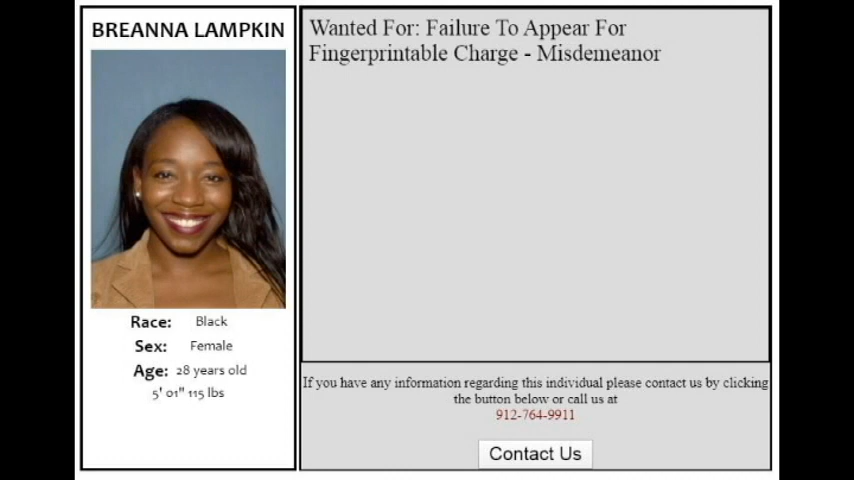 BREANNA LAMPKIN
Race: Black
Sex: Female
Age: 28 years old
5' 01" 115 lbs
Wanted For: Failure To Appear For
Fingerprintable Charge - Misdemeanor
If you have any information regarding this individual please contact us by clicking
the button below or call us at
912-764-9911
Contact Us